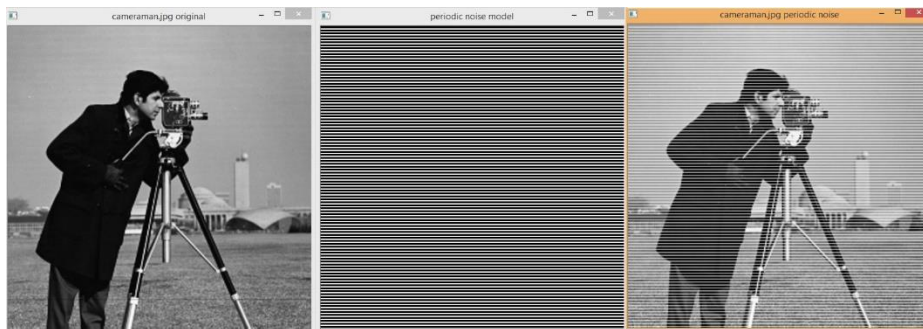 cameraman.jpg original
periodic noise model
cameraman.jpg periodic noise